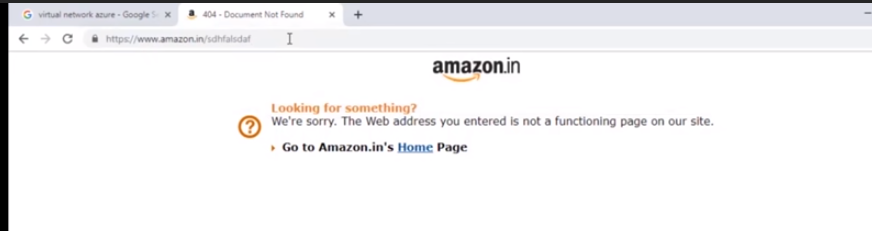 virtual network azure - Google Se
404 - Document Not Found
https://www.amazon.in/sdhfalsdaf
amazon.in
Looking for something?
We're sorry. The Web address you entered is not a functioning page on our site.
Go to Amazon.in's Home Page